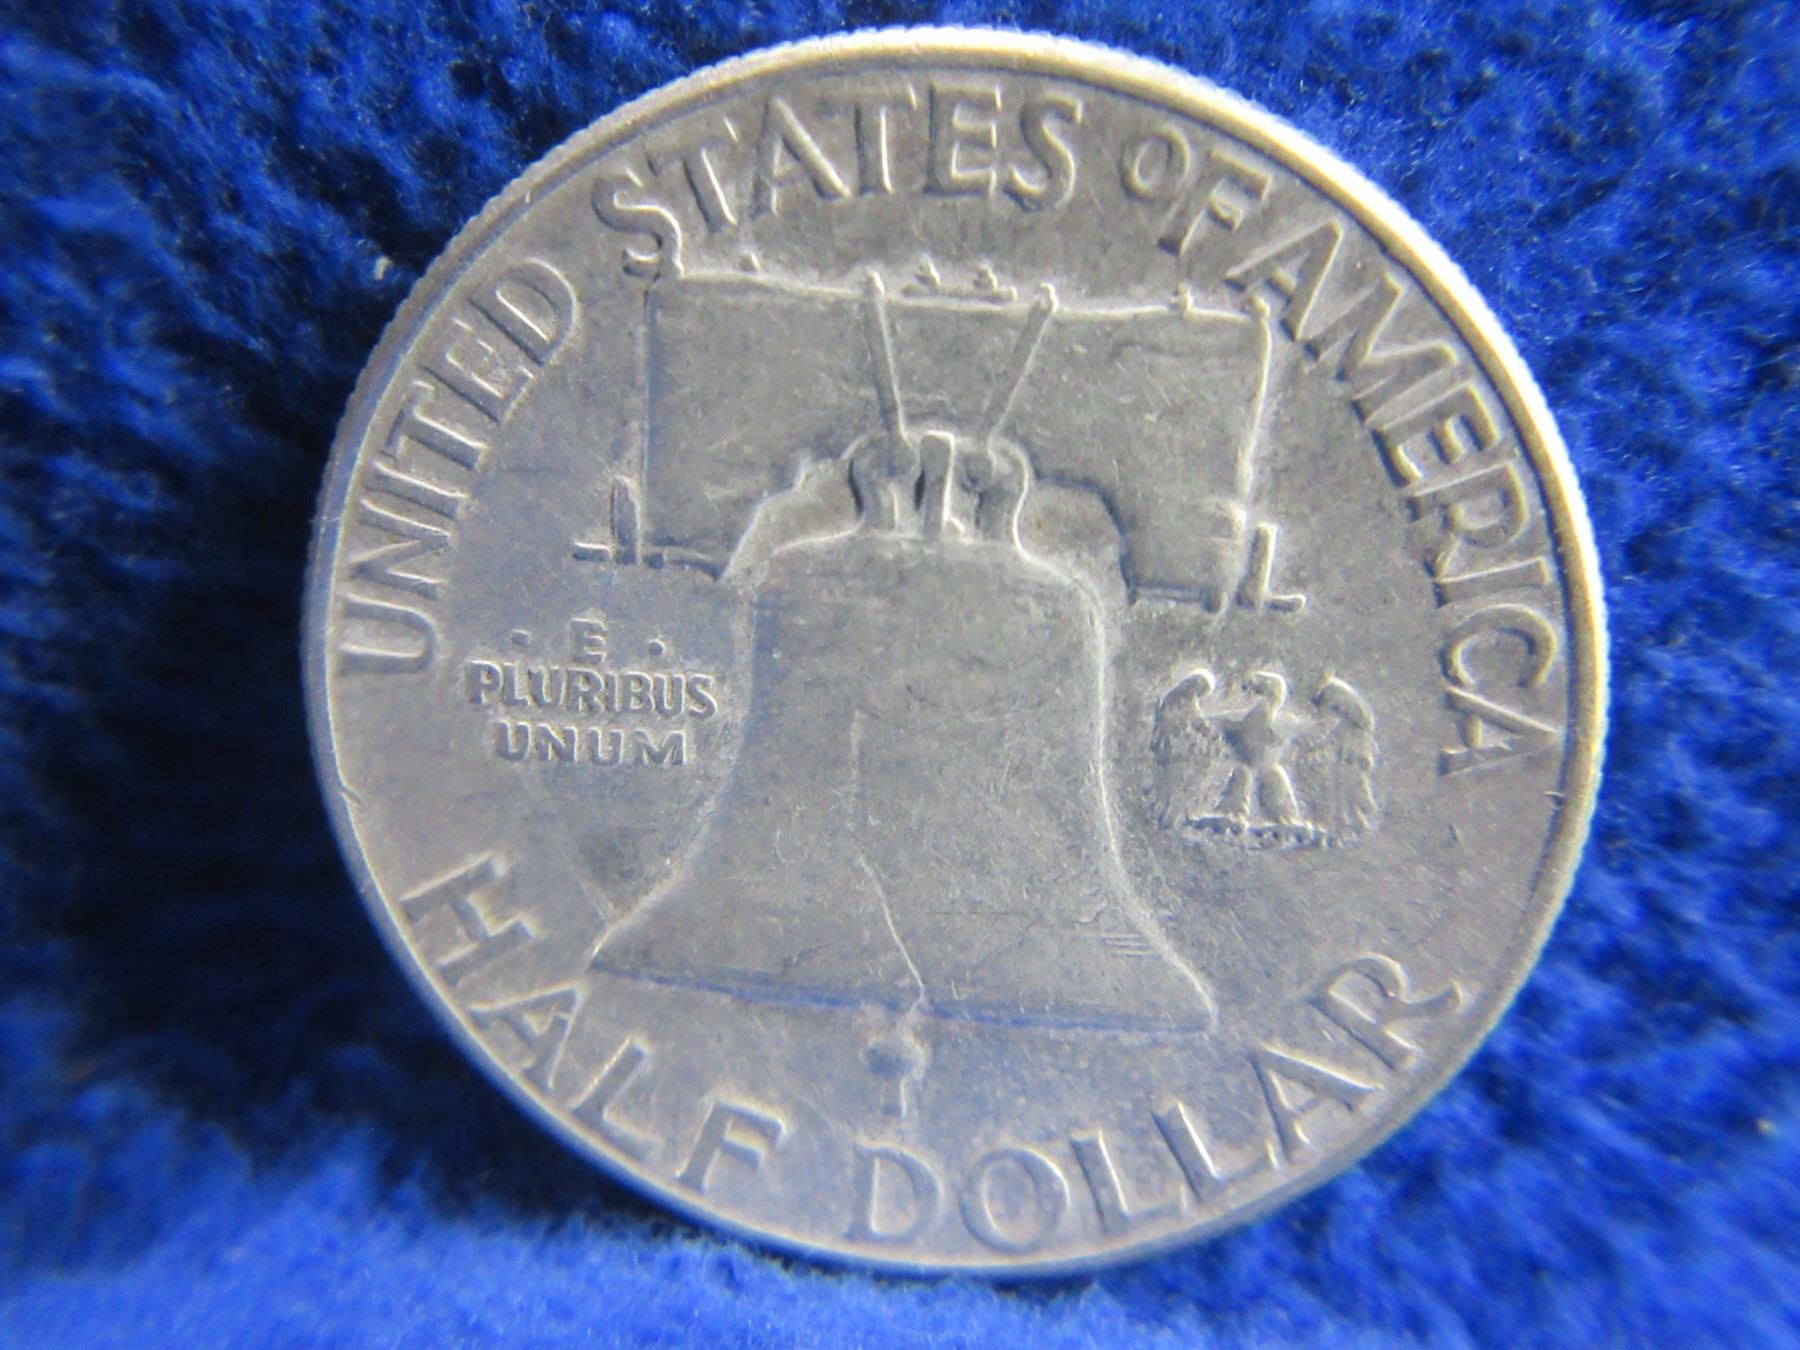 UNITED STATES OF AMERICA
· E ·
PLURIBUS
UNUM
HALF DOLLAR